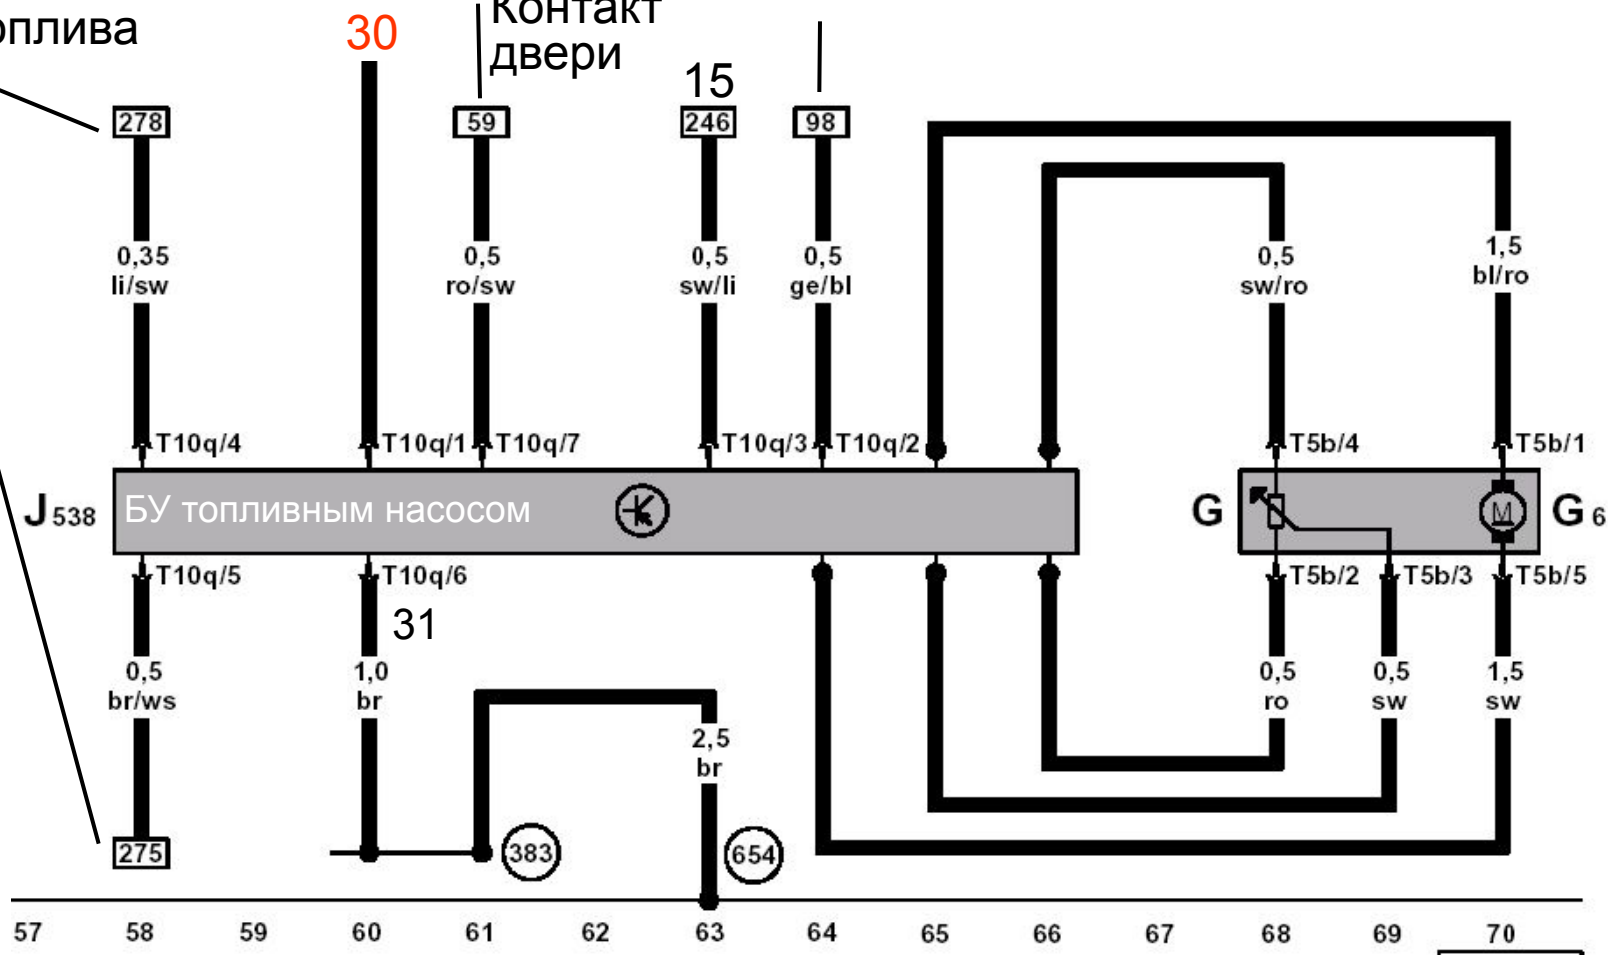 оплива
30
Контакт
двери
15
278
59
246
98
0,35
li/sw
0,5
ro/sw
0,5
sw/li
0,5
ge/bl
0,5
sw/ro
1,5
bl/ro
T10q/4
T10q/1
T10q/7
T10q/3
T10q/2
T5b/4
T5b/1
J 538
БУ топливным насосом
G
M
G 6
T10q/5
T10q/6
T5b/2
T5b/3
T5b/5
31
0,5
br/ws
1,0
br
0,5
ro
0,5
sw
1,5
sw
2,5
br
275
383
654
57 58 59 60 61 62 63 64 65 66 67 68 69 70